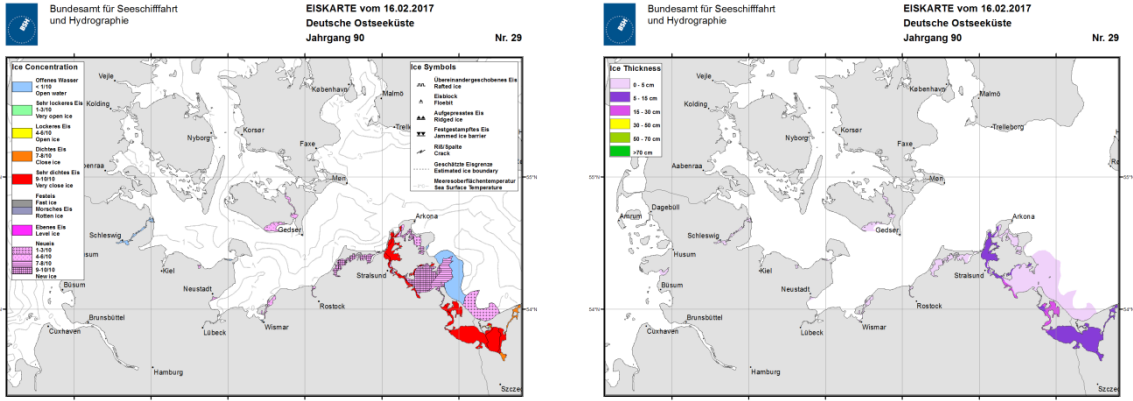 Bundesamt für Seeschifffahrt
und Hydrographie
EISKARTE vom 16.02.2017
Deutsche Ostseeküste
Jahrgang 90
Nr. 29
BSH
Ice Concentration
Offenes Wasser
< 1/10
Open water
Sehr lockeres Eis
1-3/10
Very open ice
Lockeres Eis
4-6/10
Open ice
Dichtes Eis
7-8/10
Close ice
Sehr dichtes Eis
9-10/10
Very close ice
Festeis
Fast ice
Morsches Eis
Rotten ice
Ebenes Eis
Level ice
Neueis
1-3/10
4-6/10
7-8/10
9-10/10
New ice
Ice Symbols
Übereinandergeschobenes Eis
Rafted ice
Eisblock
Floebit
Aufgepresstes Eis
Ridged ice
Festgestampftes Eis
Jammed ice barrier
Riß/Spalte
Crack
Geschätzte Eisgrenze
Estimated ice boundary
Meeresoberflächentemperatur
Sea Surface Temperature
Vejle
Kolding
Nyborg
Korsør
København
Malmö
Faxe
Møn
Gedser
Arkona
Schleswig
Husum
Kiel
Büsum
Neustadt
Stralsund
Rostock
Brunsbüttel
Cuxhaven
Lübeck
Wismar
Hamburg
55°N
54°N
Bundesamt für Seeschifffahrt
und Hydrographie
EISKARTE vom 16.02.2017
Deutsche Ostseeküste
Jahrgang 90
Nr. 29
BSH
Ice Thickness
0 - 5 cm
5 - 15 cm
15 - 30 cm
30 - 50 cm
50 - 70 cm
>70 cm
Vejle
Kolding
Nyborg
Korsør
København
Malmö
Trelleborg
Faxe
Aabenraa
Møn
Amrum
Dagebüll
Gedser
Arkona
Schleswig
Husum
Kiel
Büsum
Neustadt
Stralsund
Rostock
Brunsbüttel
Cuxhaven
Lübeck
Wismar
Hamburg
55°N
54°N